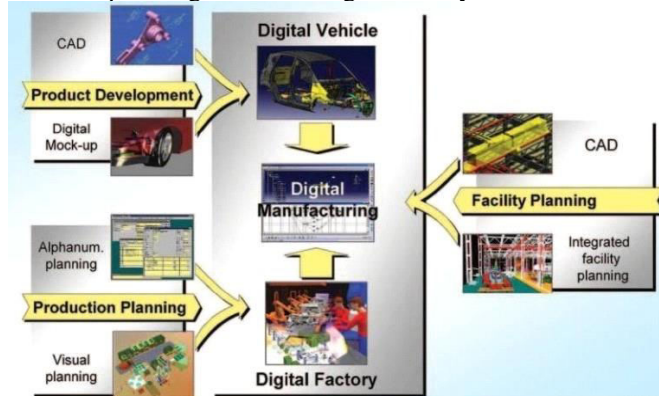 CAD
Product Development
Digital
Mock-up
Digital Vehicle
Digital
Manufacturing
Alphanum.
planning
Production Planning
Visual
planning
Digital Factory
CAD
Facility Planning
Integrated
facility
planning